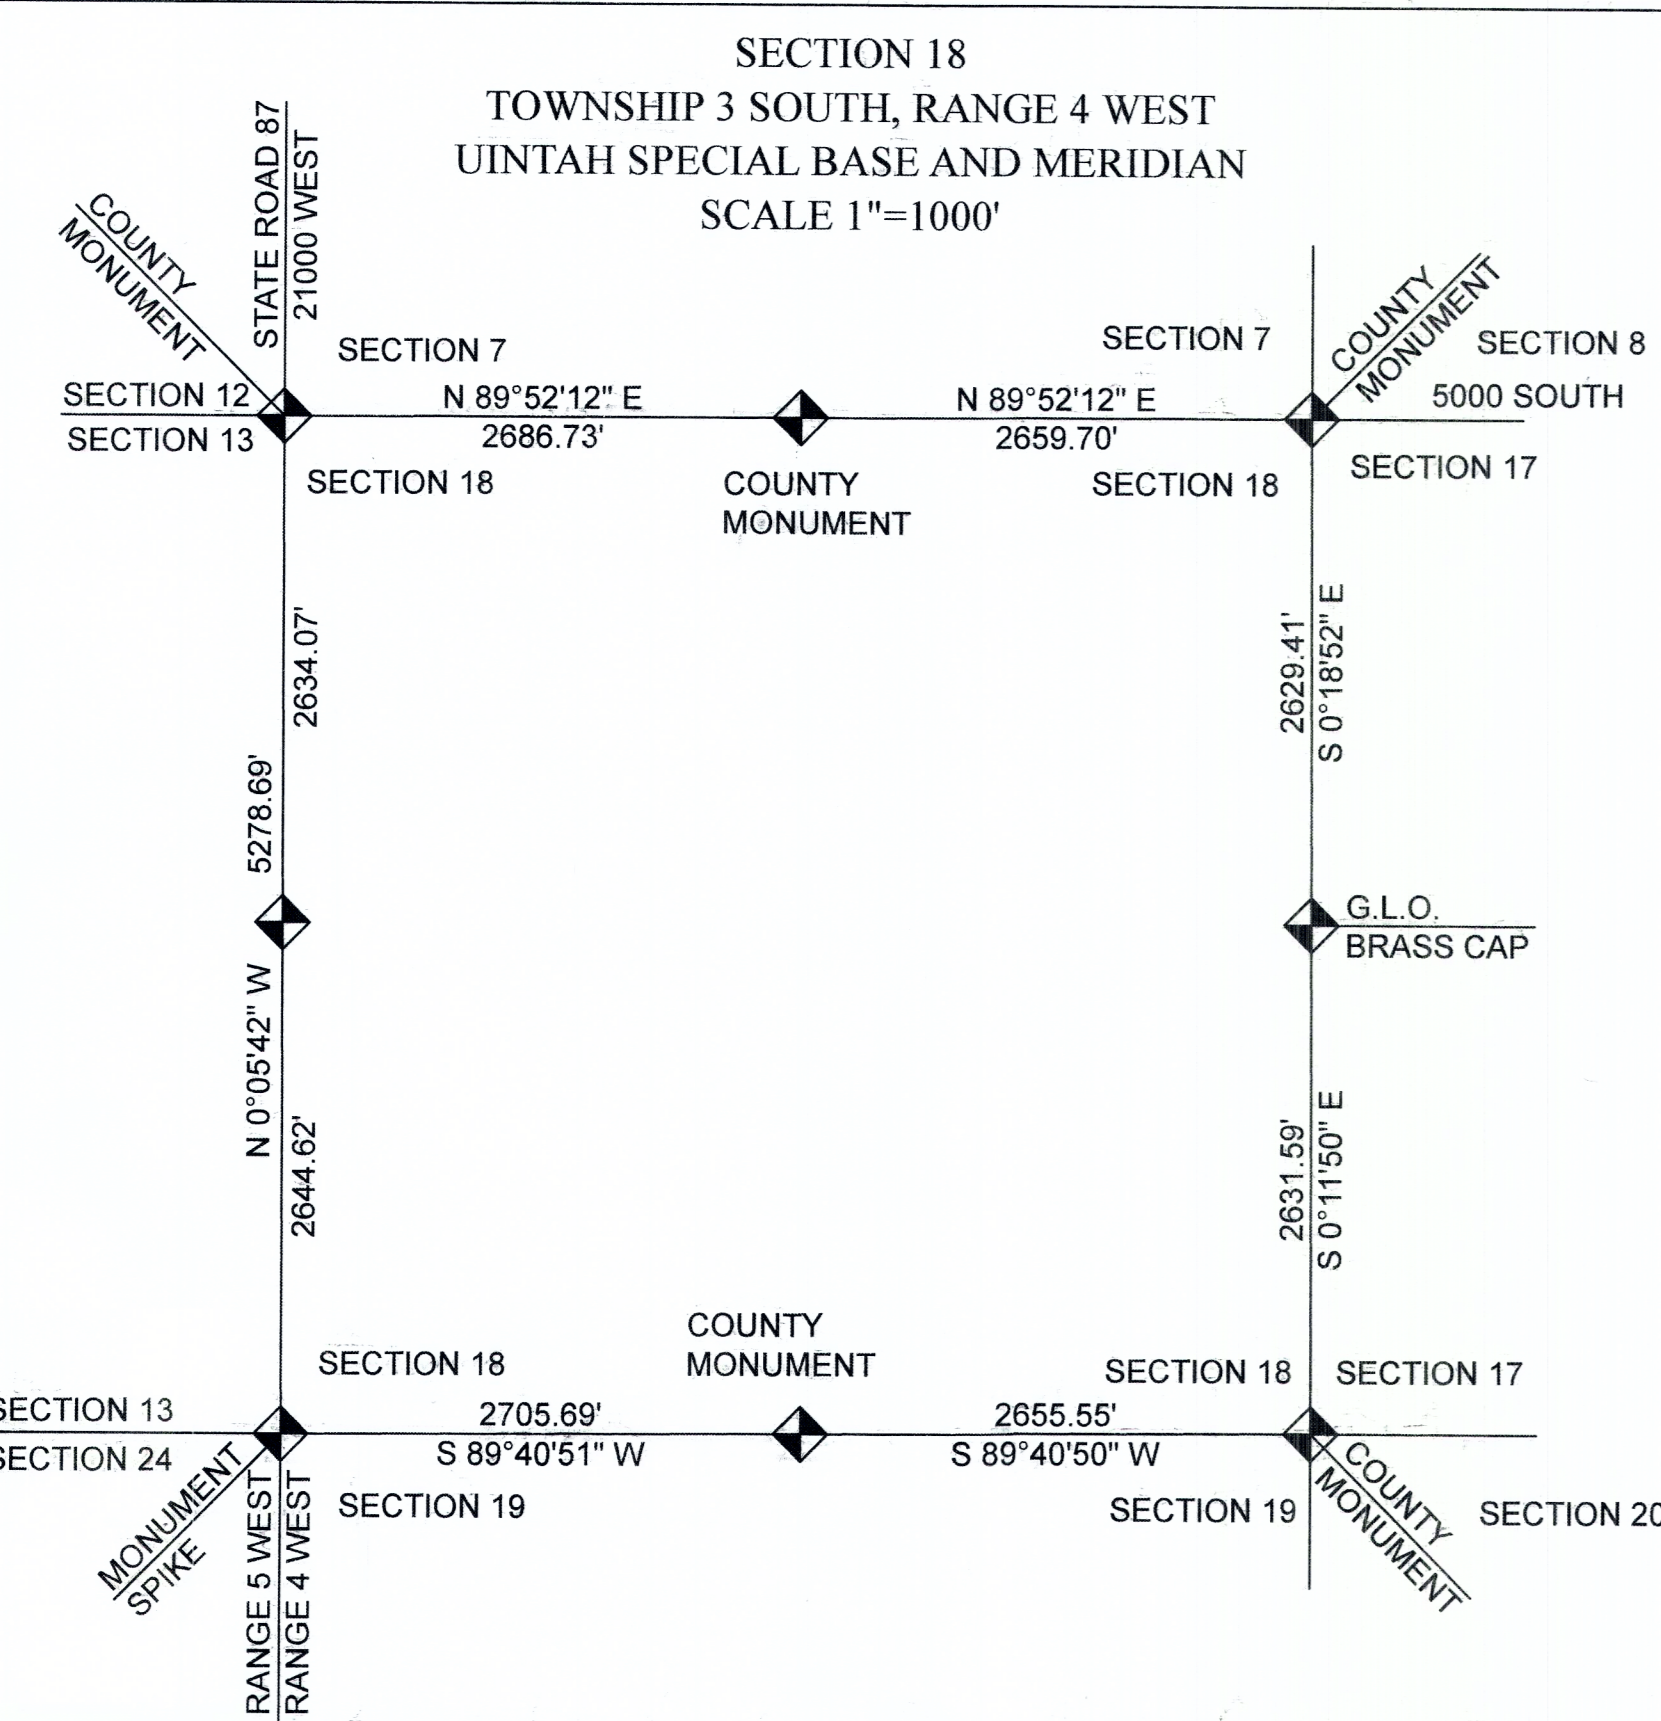 SECTION 18
TOWNSHIP 3 SOUTH, RANGE 4 WEST
UINTAH SPECIAL BASE AND MERIDIAN
SCALE 1"=1000'
STATE ROAD 87
21000 WEST
COUNTY
MONUMENT
COUNTY
MONUMENT
SECTION 7
SECTION 7
SECTION 8
SECTION 12
N 89°52'12" E
N 89°52'12" E
5000 SOUTH
SECTION 13
2686.73'
2659.70'
SECTION 17
SECTION 18
COUNTY
MONUMENT
SECTION 18
2634.07'
2629.41'
S 0°18'52" E
5278.69'
G.L.O.
BRASS CAP
N 0°05'42" W
2644.62'
2631.59'
S 0°11'50" E
COUNTY
MONUMENT
SECTION 18
SECTION 18
SECTION 17
SECTION 13
2705.69'
2655.55'
SECTION 24
S 89°40'51" W
S 89°40'50" W
MONUMENT
SPIKE
COUNTY
MONUMENT
SECTION 19
SECTION 19
SECTION 20
RANGE 5 WEST
RANGE 4 WEST